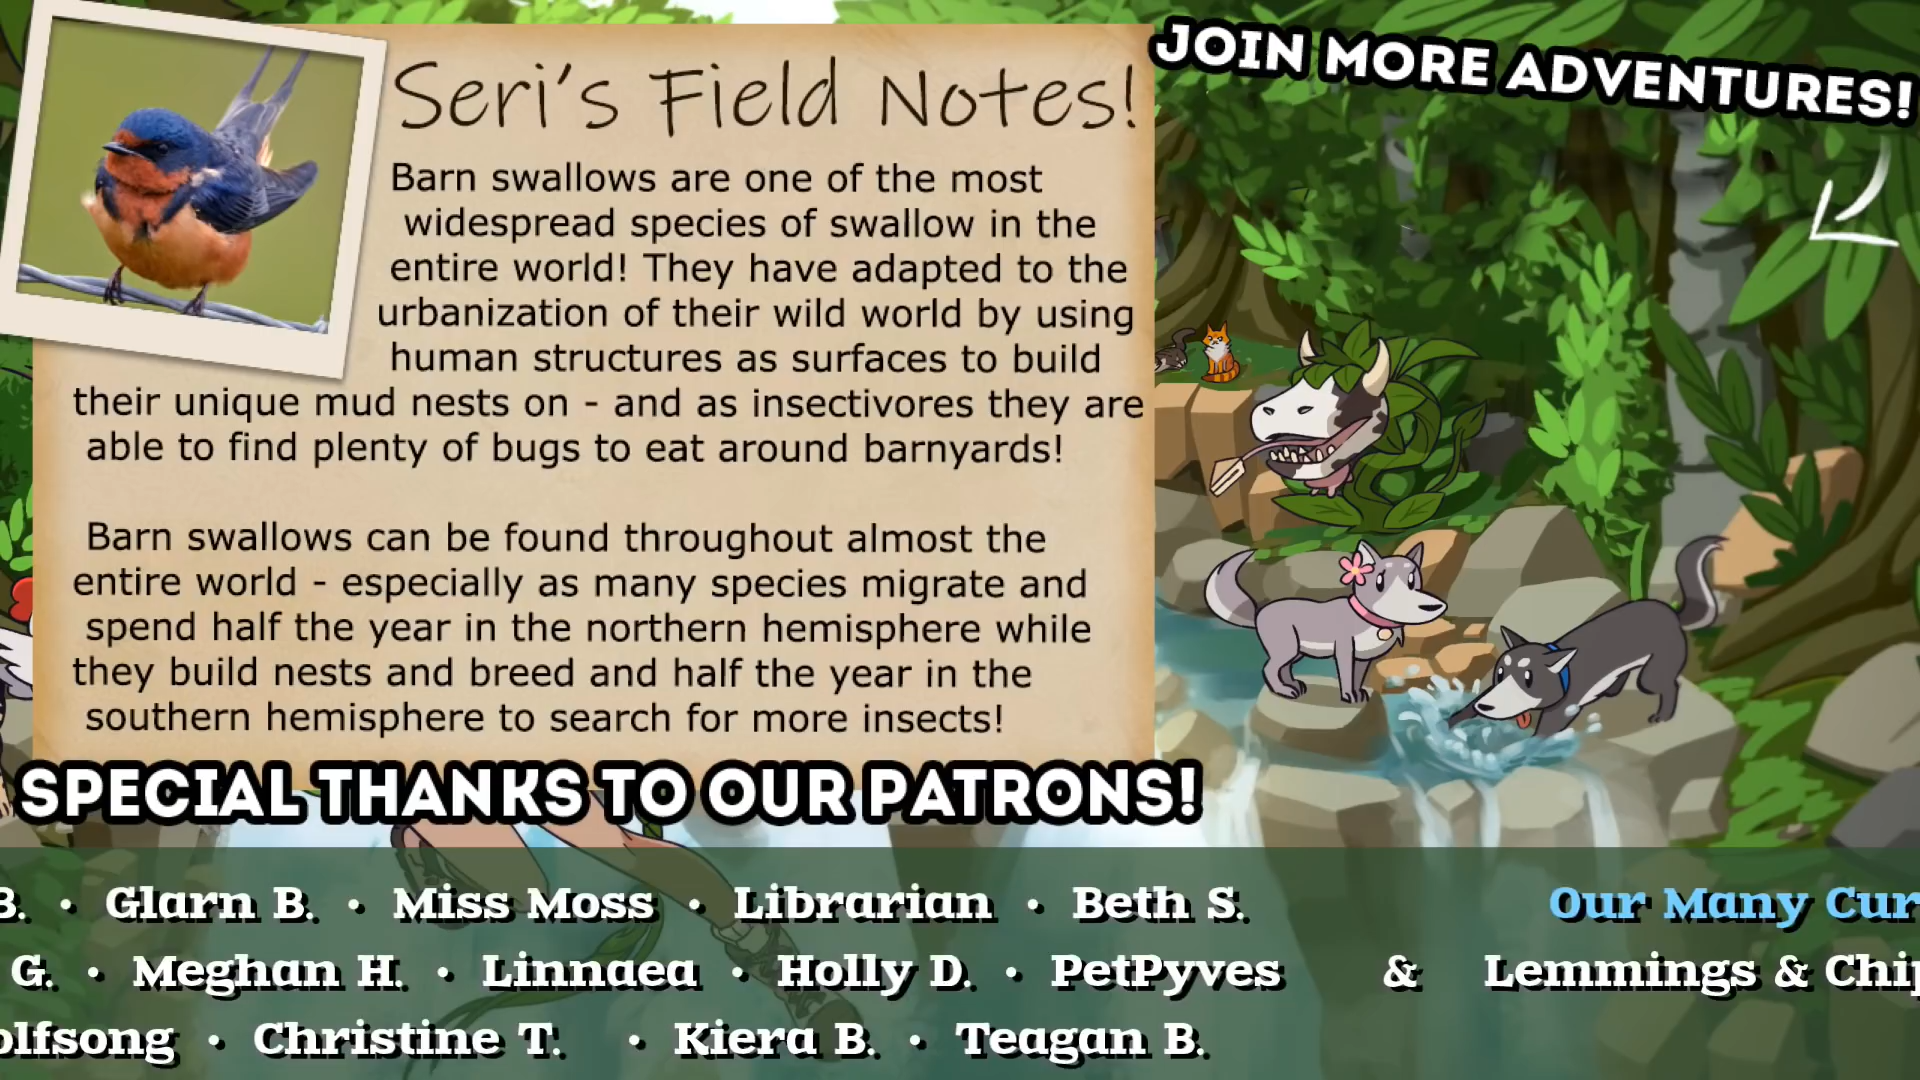 Seri's Field Notes!
JOIN MORE ADVENTURES!
Barn swallows are one of the most
widespread species of swallow in the
entire world! They have adapted to the
urbanization of their wild world by using
human structures as surfaces to build
their unique mud nests on - and as insectivores they are
able to find plenty of bugs to eat around barnyards!
Barn swallows can be found throughout almost the
entire world - especially as many species migrate and
spend half the year in the northern hemisphere while
they build nests and breed and half the year in the
southern hemisphere to search for more insects!
SPECIAL THANKS TO OUR PATRONS!
B. • Glarn B. • Miss Moss • Librarian • Beth S. Our Many Cur
G. • Meghan H. • Linnaea • Holly D. • PetPyves & Lemmings & Chip
olfsong • Christine T. • Kiera B. • Teagan B.